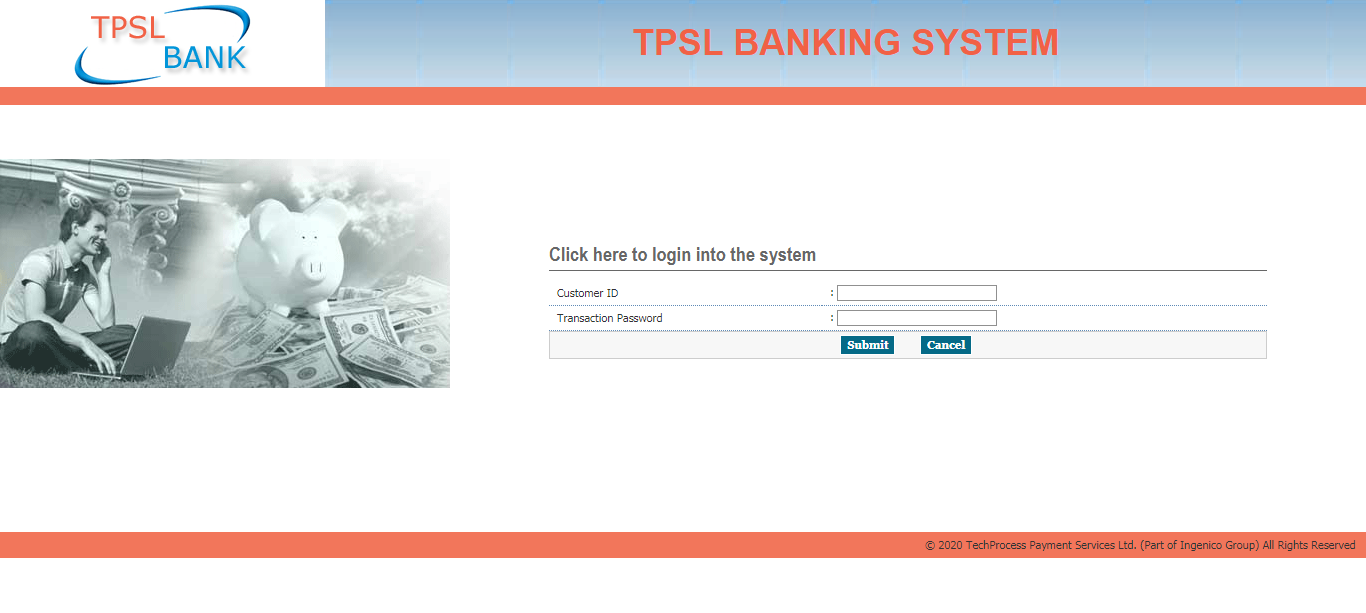 TPSL
BANK
TPSL BANKING SYSTEM
Click here to login into the system
Customer ID :
Transaction Password :
Submit Cancel
© 2020 TechProcess Payment Services Ltd. (Part of Ingenico Group) All Rights Reserved